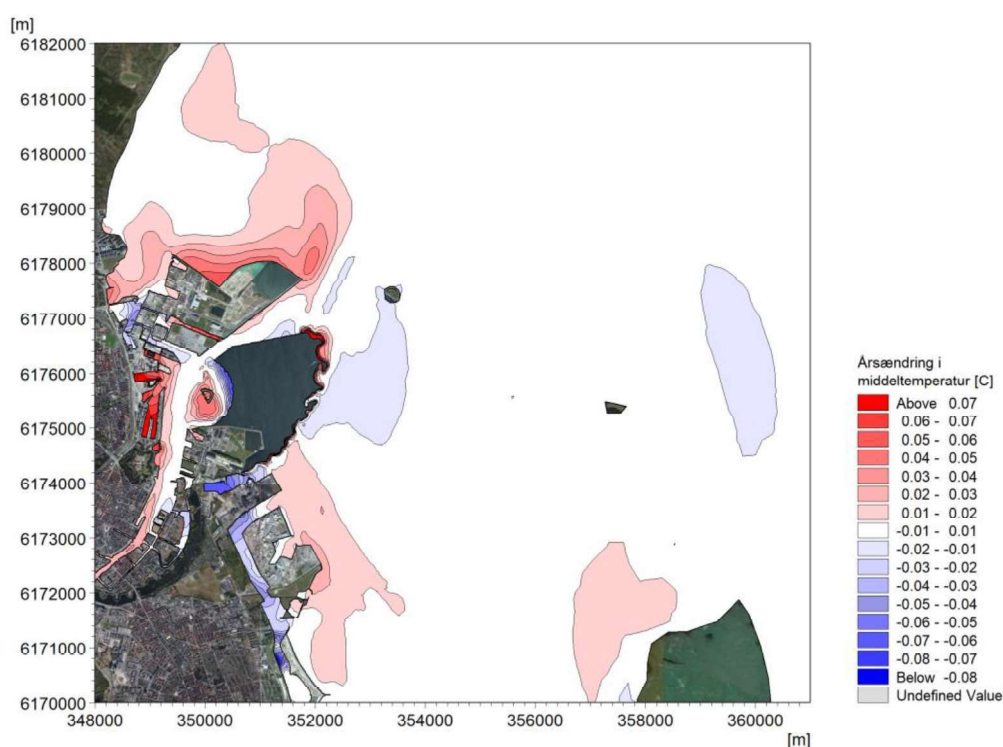 [m]
6182000
6181000
6180000
6179000
6178000
6177000
6176000
6175000
6174000
6173000
6172000
6171000
6170000
348000 350000 352000 354000 356000 358000 360000
[m]
Årsændring i
middeltemperatur [C]
Above 0.07
0.06 - 0.07
0.05 - 0.06
0.04 - 0.05
0.03 - 0.04
0.02 - 0.03
0.01 - 0.02
-0.01 - 0.01
-0.02 - -0.01
-0.03 - -0.02
-0.04 - -0.03
-0.05 - -0.04
-0.06 - -0.05
-0.07 - -0.06
-0.08 - -0.07
Below -0.08
Undefined Value